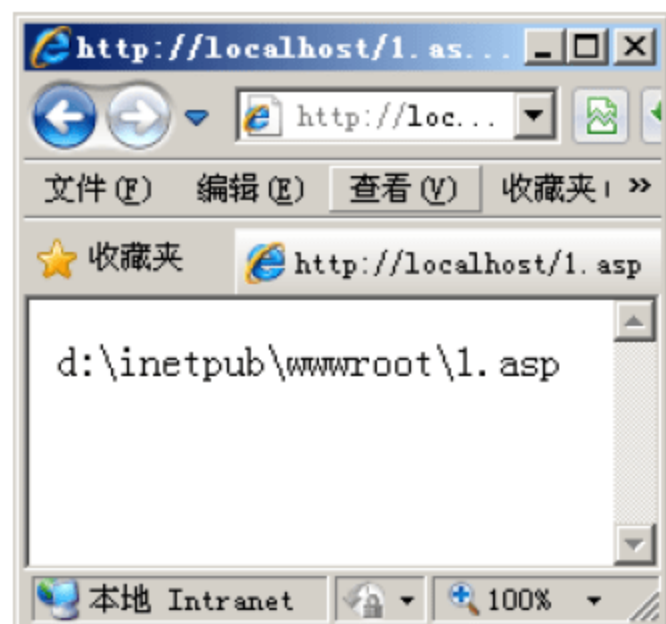 http://localhost/1.as...
http://loc...
文件(F) 编辑(E) 查看(V) 收藏夹(
收藏夹 http://localhost/1.asp
d:\inetpub\wwwroot\1.asp
本地 Intranet 100%